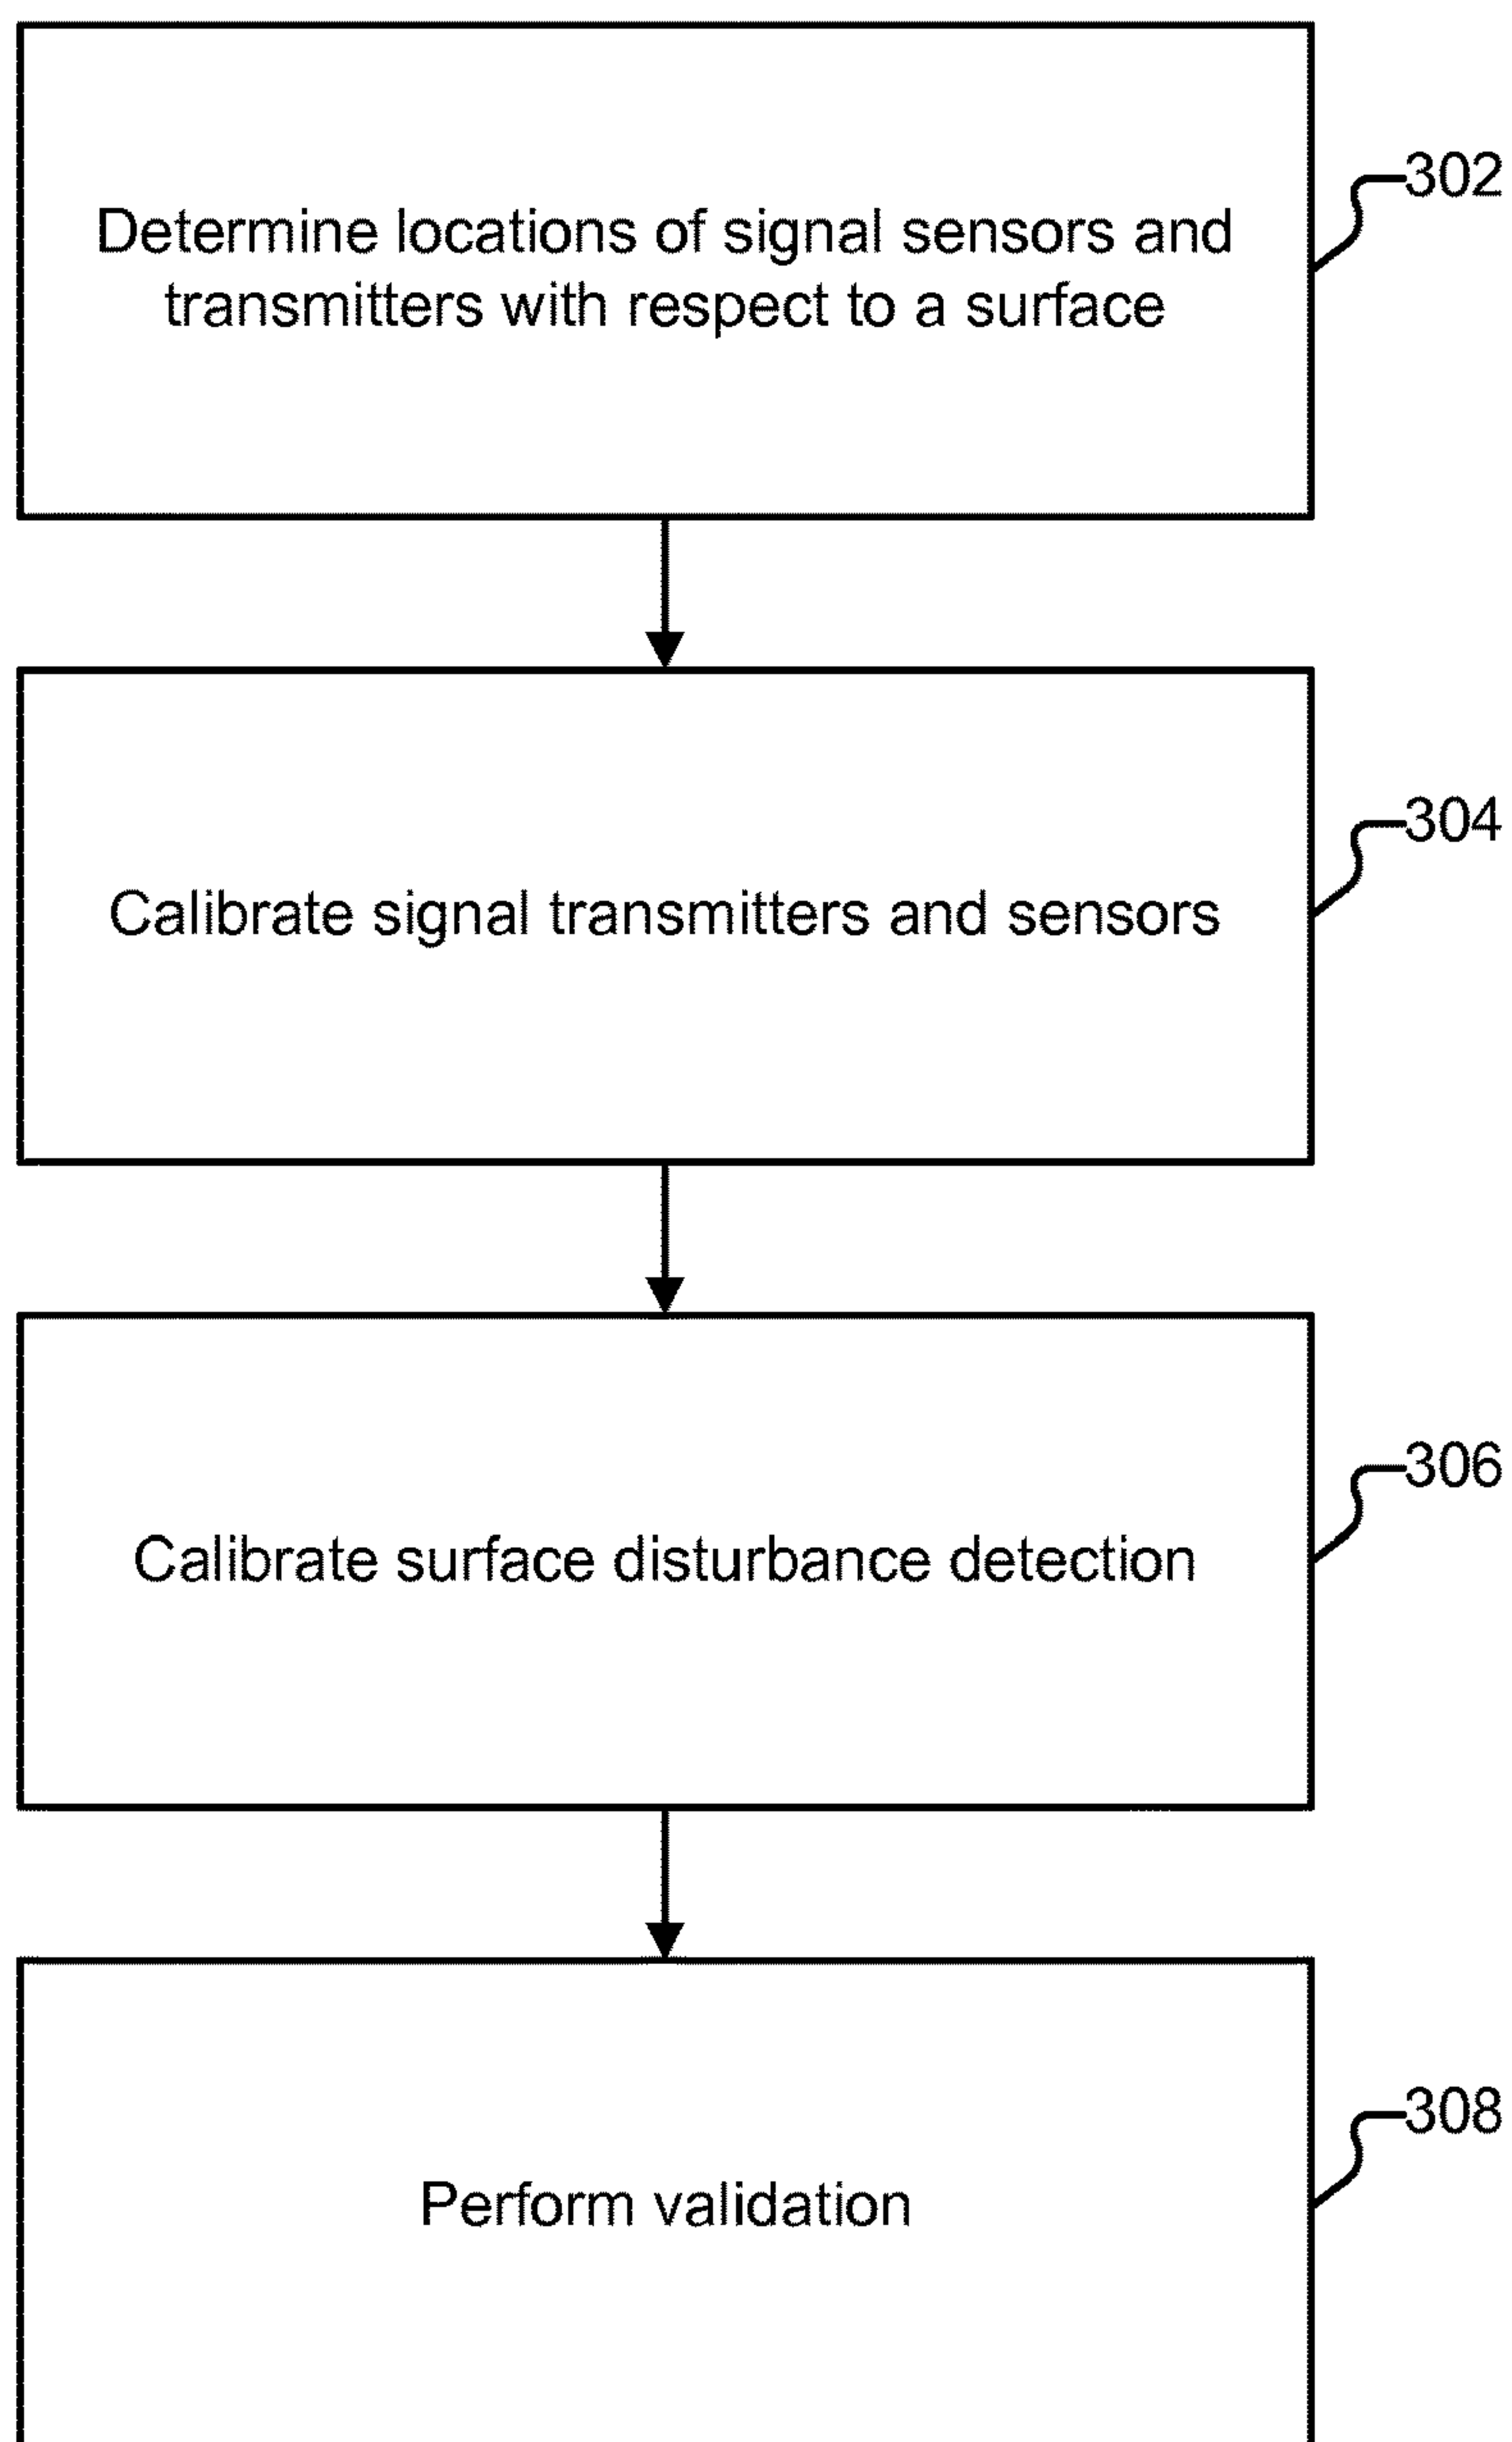 302
Determine locations of signal sensors and
transmitters with respect to a surface
304
Calibrate signal transmitters and sensors
306
Calibrate surface disturbance detection
308
Perform validation